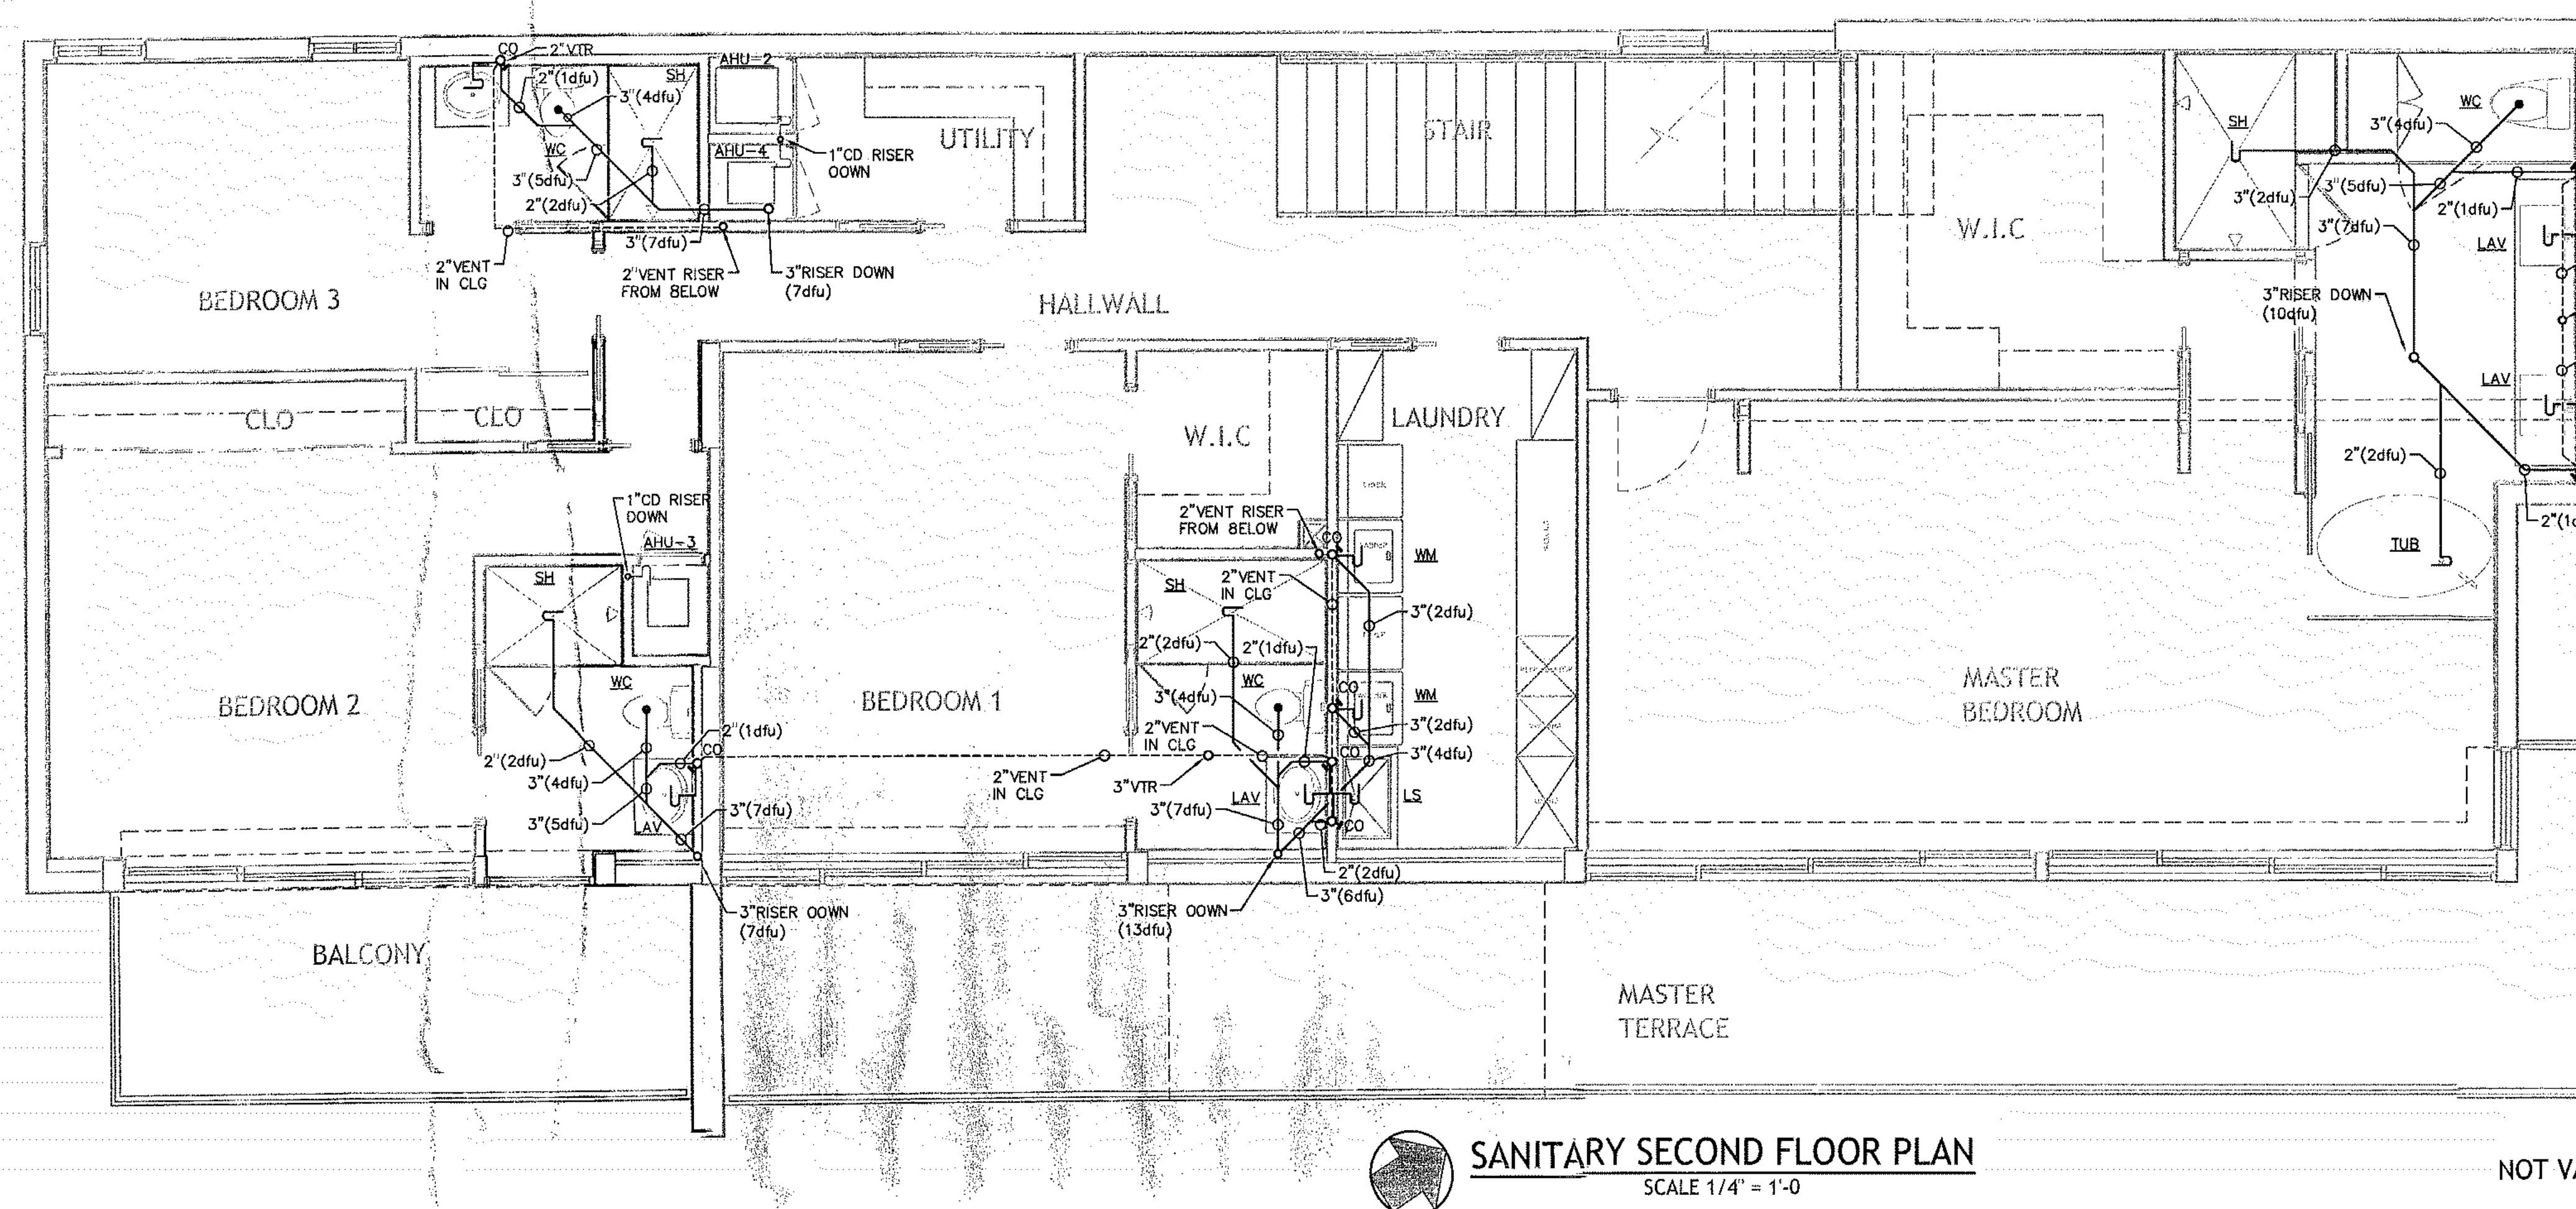 CO
2"VTR
2"(1dfu)
SH
3"(4dfu)
WC
3"(5dfu)
2"(2dfu)
3"(7dfu)
2"VENT
IN CLG
2"VENT RISER
FROM 8ELOW
3"RISER DOWN
(7dfu)
AHU-2
AHU-4
1"CD RISER
OOWN
UTILITY
STAIR
W.I.C
SH
WC
3"(4dfu)
3"(5dfu)
3"(2dfu)
2"(1dfu)
3"(7dfu)
LAV
3"RISER DOWN
(10dfu)
LAV
2"(2dfu)
TUB
BEDROOM 3
HALLWALL
CLO
CLO
W.I.C
LAUNDRY
1"CD RISER
DOWN
AHU-3
SH
WC
2"(1dfu)
CO
2"(2dfu)
3"(4dfu)
3"(5dfu)
3"(7dfu)
3"RISER OOWN
(7dfu)
BEDROOM 2
BEDROOM 1
2"VENT RISER
FROM 8ELOW
CO
WM
SH
2"VENT
IN CLG
3"(2dfu)
2"(2dfu)
2"(1dfu)
WC
3"(4dfu)
CO
WM
3"(2dfu)
2"VENT
IN CLG
CO
3"(4dfu)
2"VENT
IN CLG
3"VTR
LAV
LS
3"(7dfu)
CO
2"(2dfu)
3"(6dfu)
3"RISER OOWN
(13dfu)
MASTER
BEDROOM
BALCONY
MASTER
TERRACE
SANITARY SECOND FLOOR PLAN
SCALE 1/4" = 1'-0
NOT